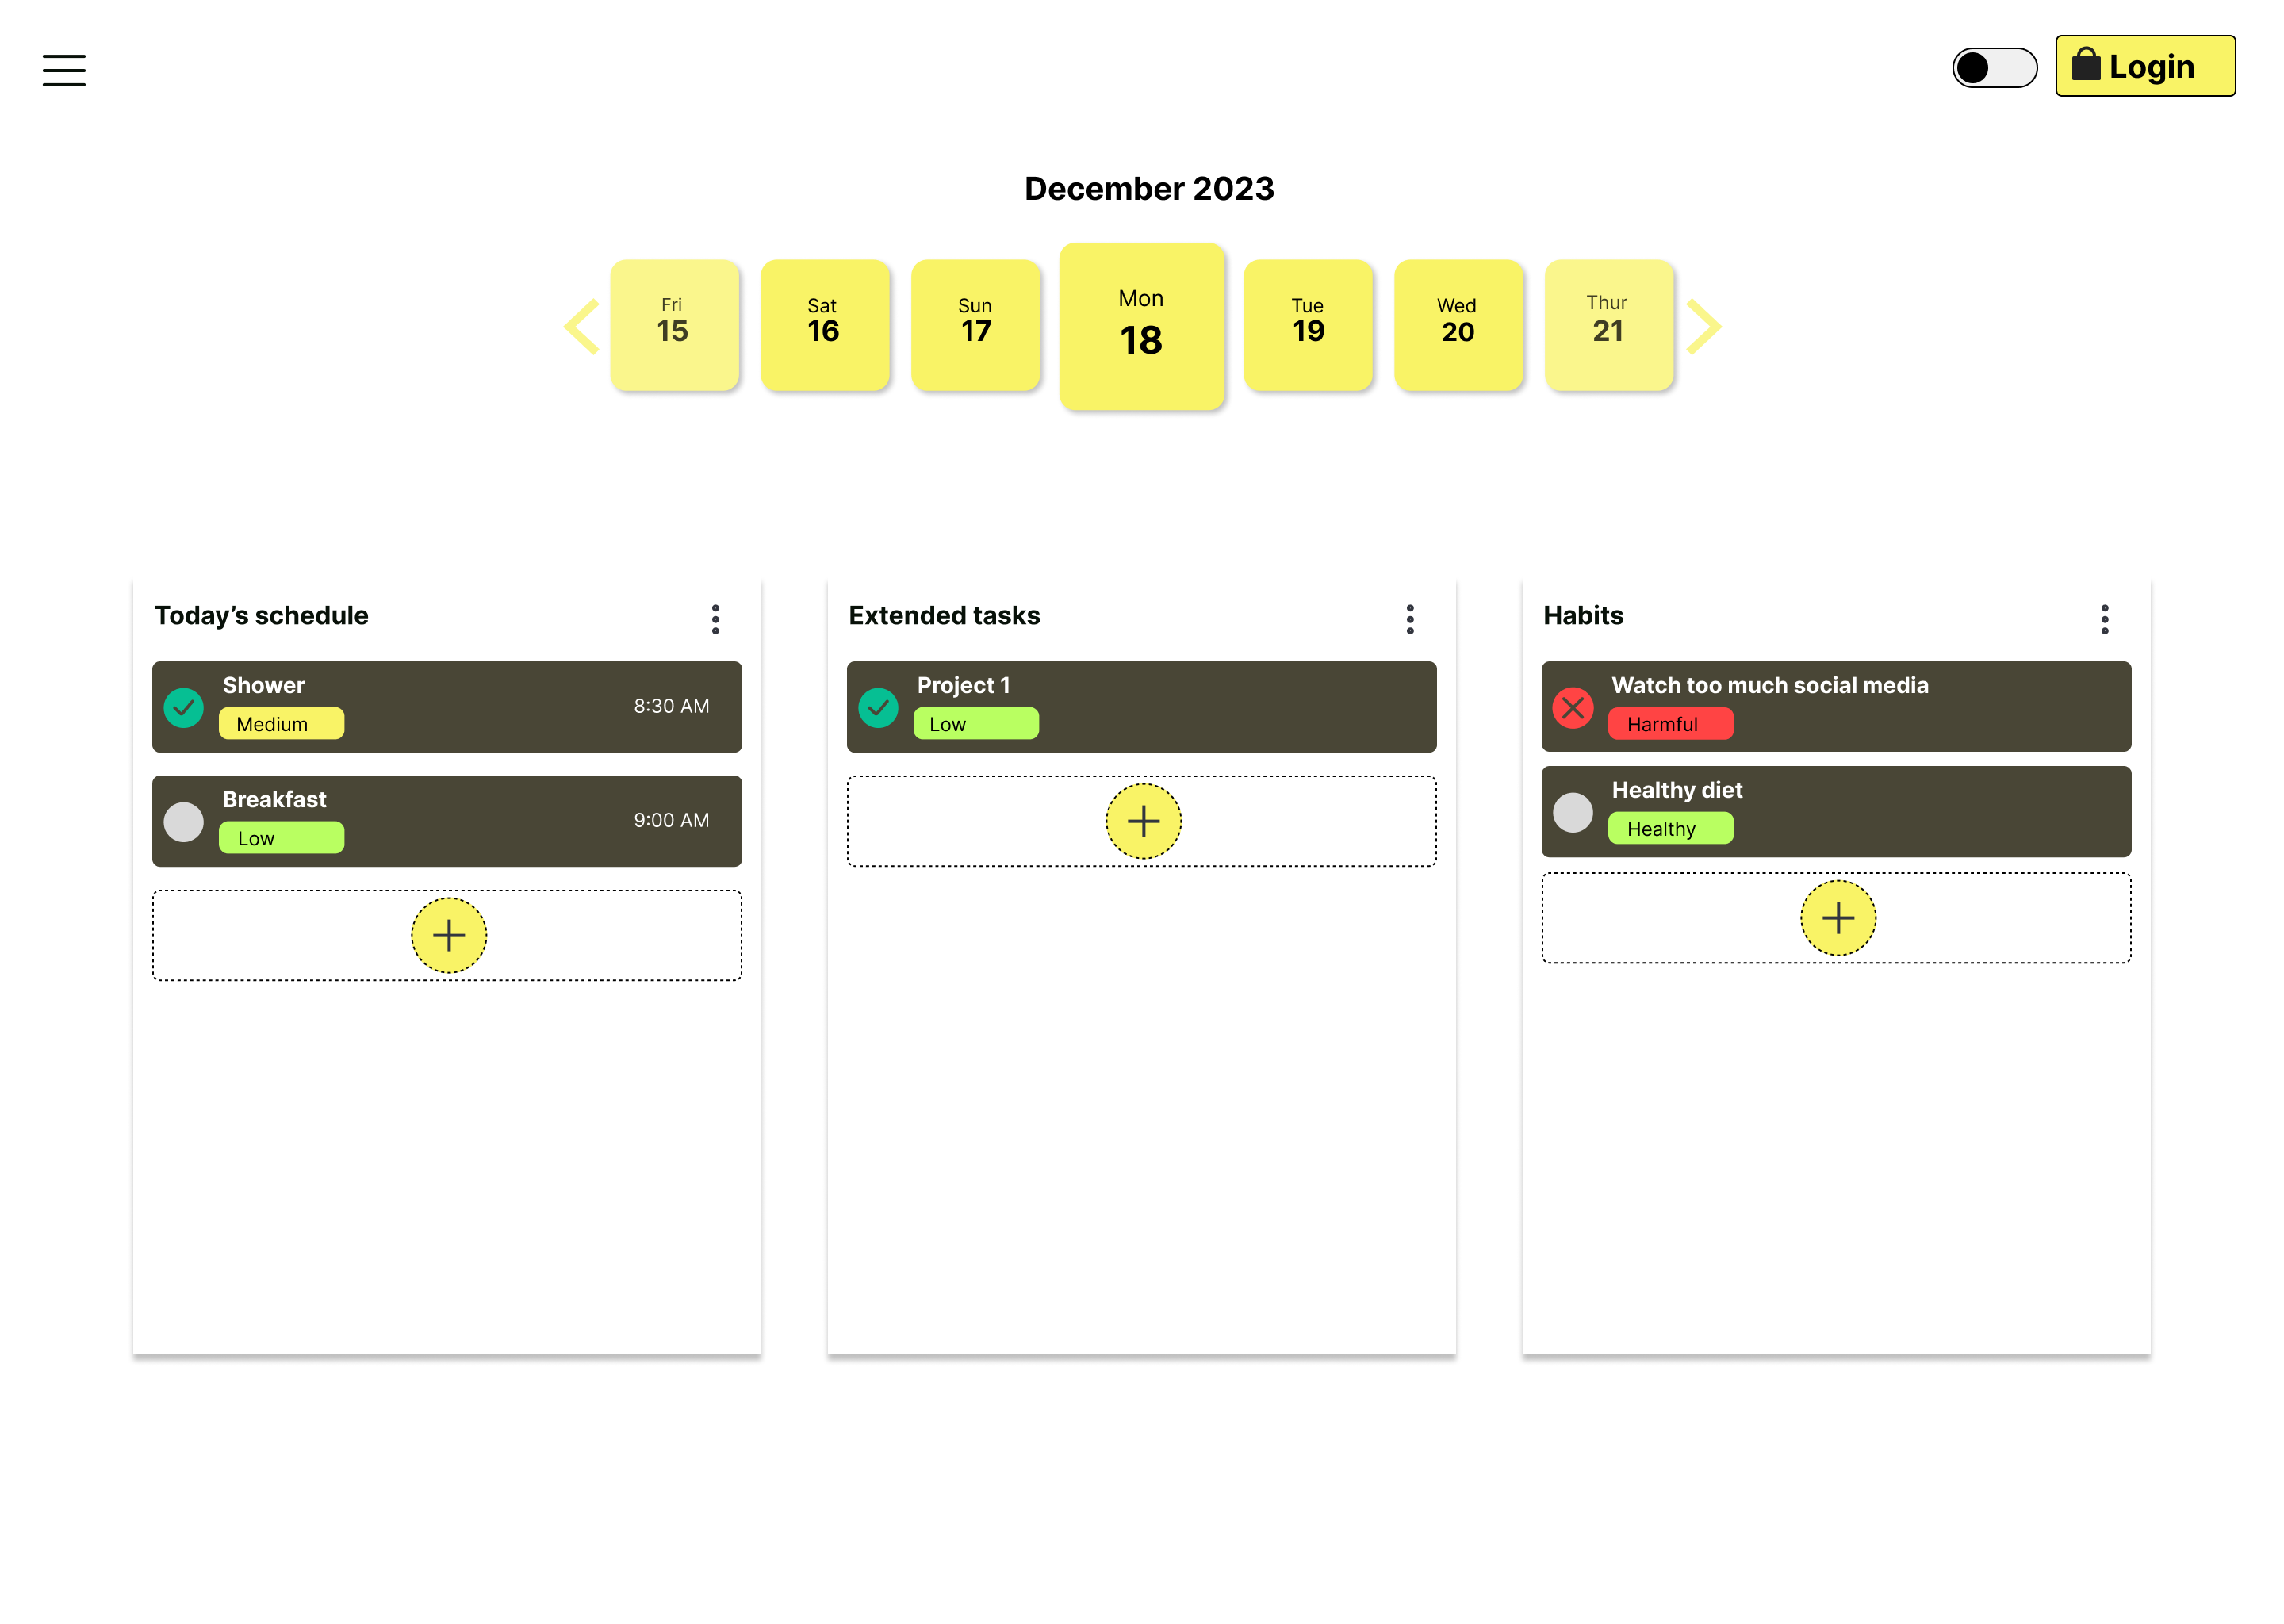 Login
December 2023
Fri
15
Sat
16
Sun
17
Mon
18
Tue
19
Wed
20
Thur
21
Today’s schedule
Shower
Medium
8:30 AM
Breakfast
Low
9:00 AM
Extended tasks
Project 1
Low
Habits
Watch too much social media
Harmful
Healthy diet
Healthy